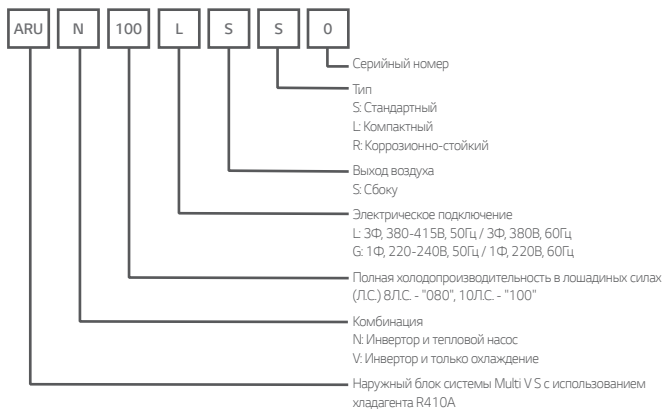 ARU N 100 L S S 0
Серийный номер
Тип
S: Стандартный
L: Компактный
R: Коррозионно-стойкий
Выход воздуха
S: Сбоку
Электрическое подключение
L: 3Ф, 380-415В, 50Гц / 3Ф, 380В, 60Гц
G: 1Ф, 220-240В, 50Гц / 1Ф, 220В, 60Гц
Полная холодопроизводительность в лошадиных силах
(Л.С.) 8Л.С. - "080", 10Л.С. - "100"
Комбинация
N: Инвертор и тепловой насос
V: Инвертор и только охлаждение
Наружный блок системы Multi V S с использованием
хладагента R410A